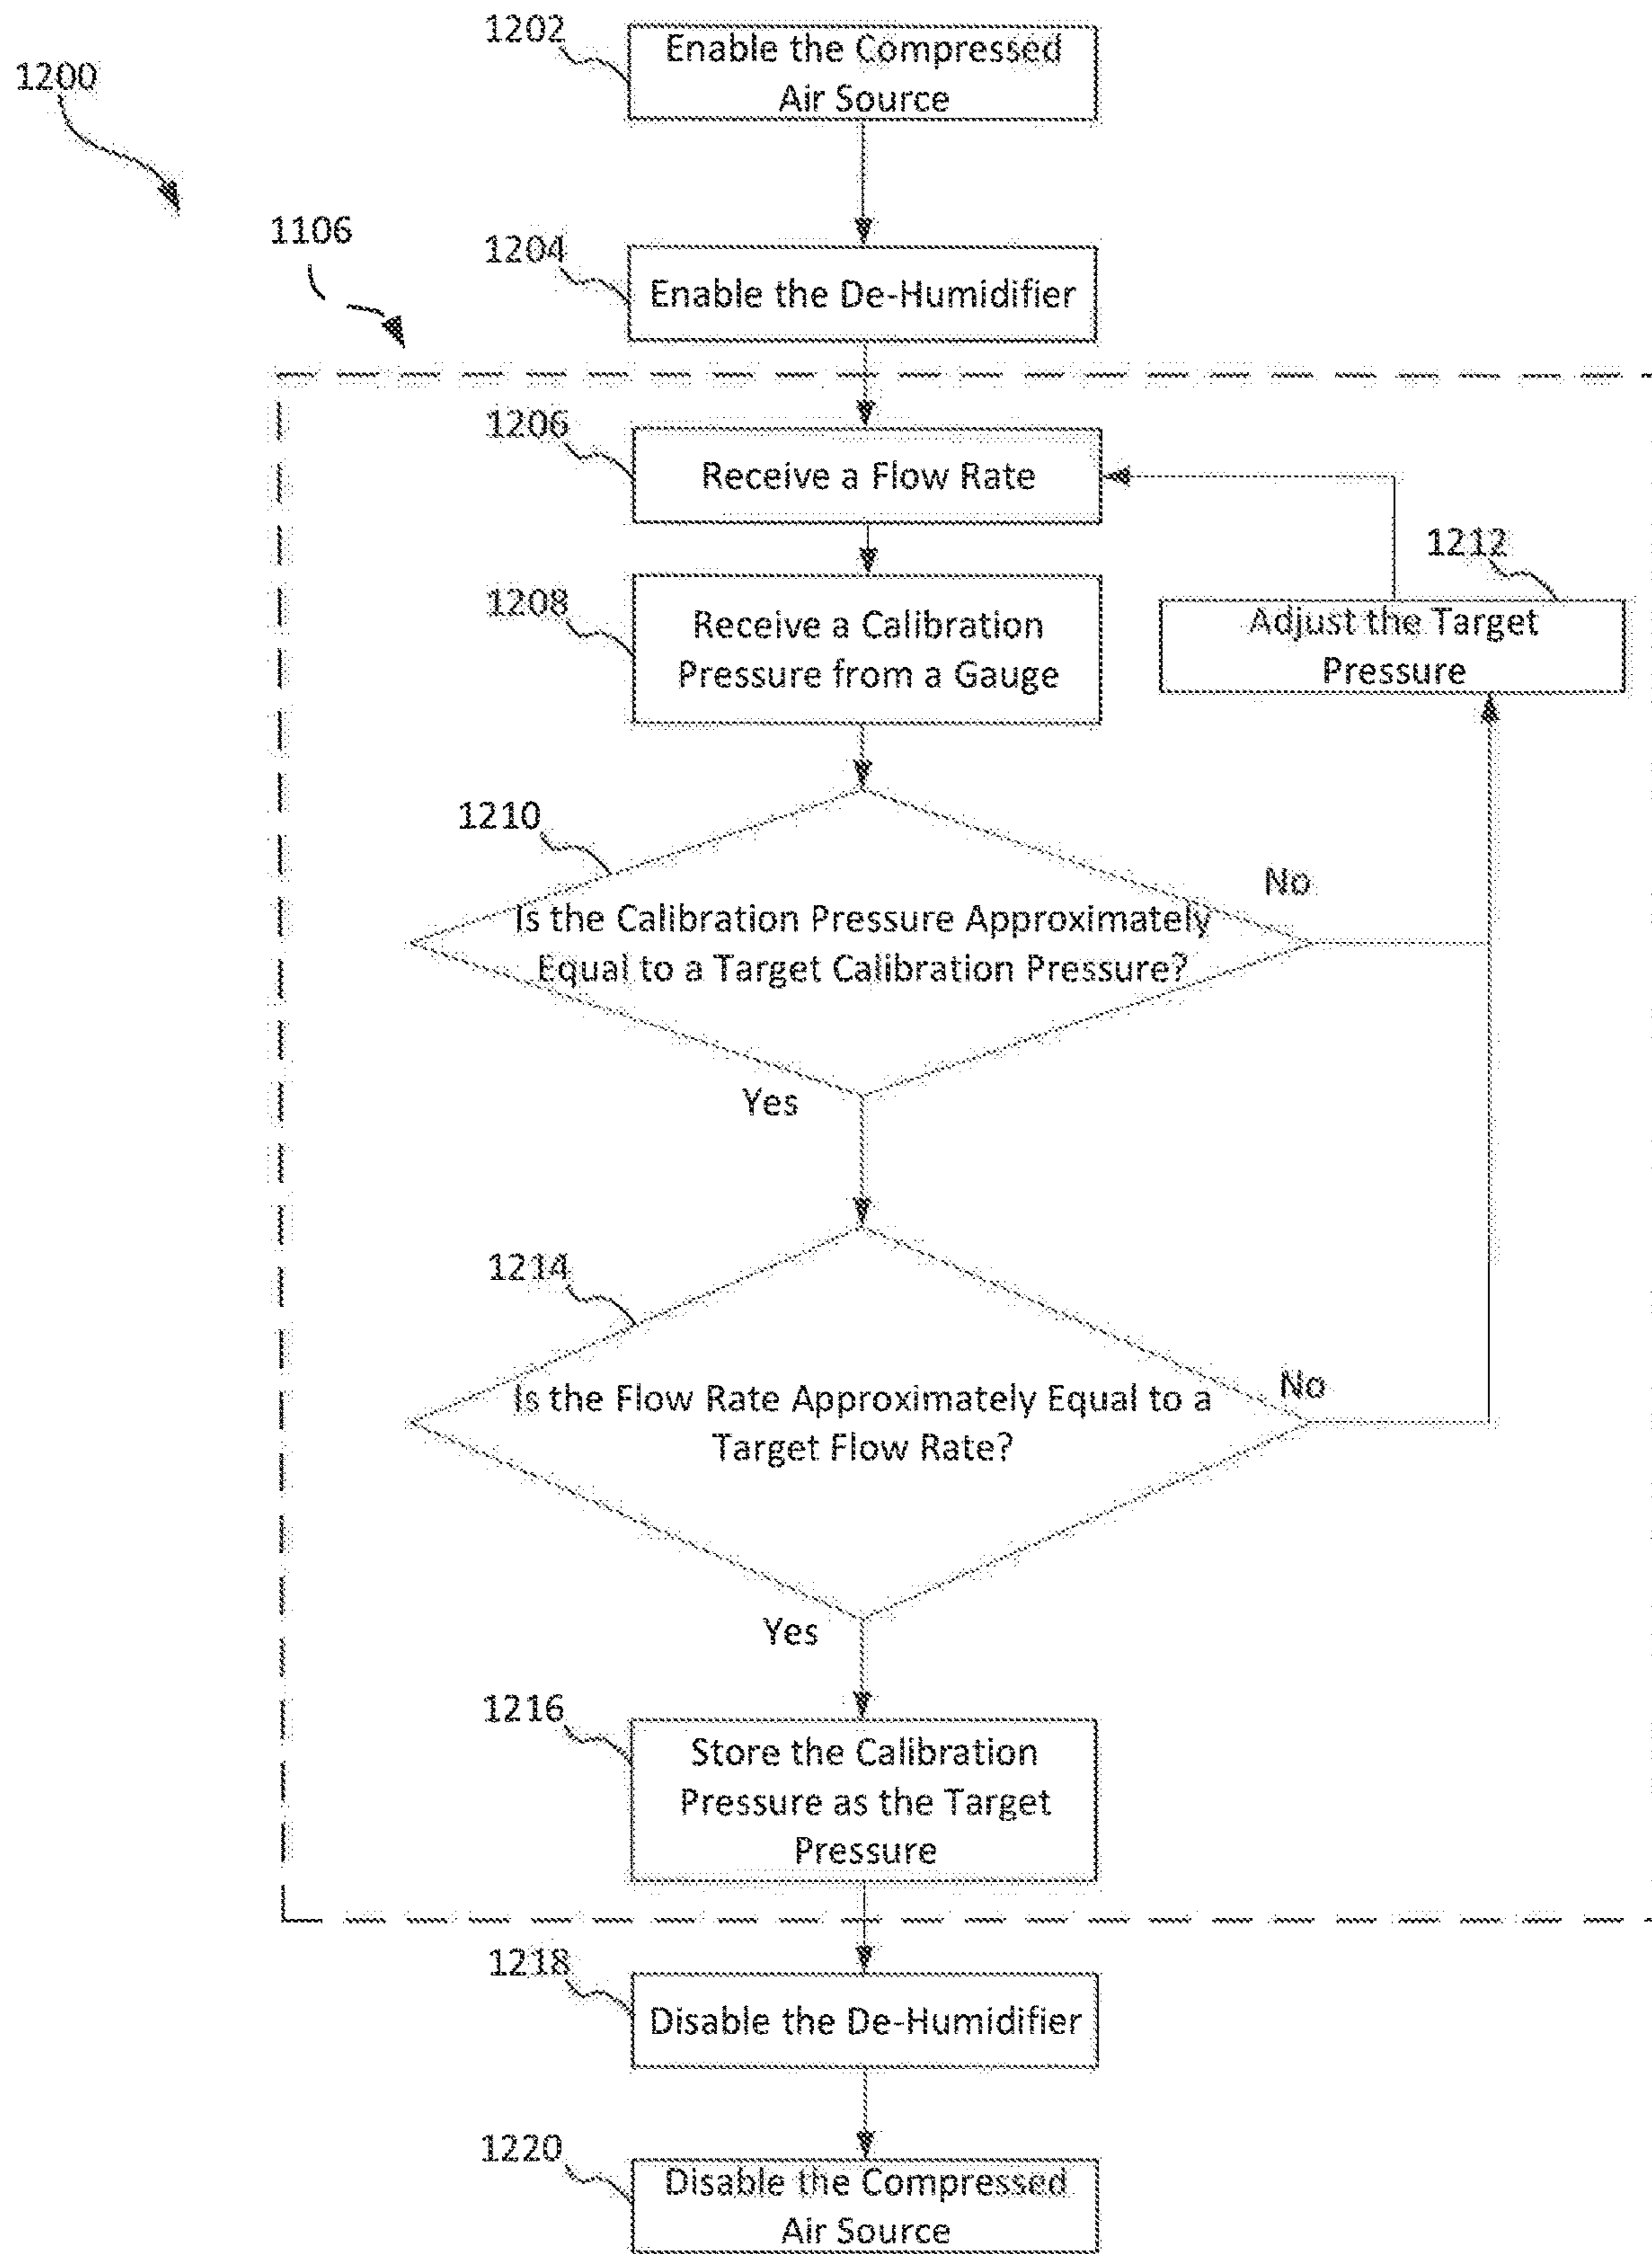 1200
1202
Enable the Compressed
Air Source
1106
1204
Enable the De-Humidifier
1206
Receive a Flow Rate
1208
Receive a Calibration
Pressure from a Gauge
1212
Adjust the Target
Pressure
1210
Is the Calibration Pressure Approximately
Equal to a Target Calibration Pressure?
No
Yes
1214
Is the Flow Rate Approximately Equal to a
Target Flow Rate?
No
Yes
1216
Store the Calibration
Pressure as the Target
Pressure
1218
Disable the De-Humidifier
1220
Disable the Compressed
Air Source